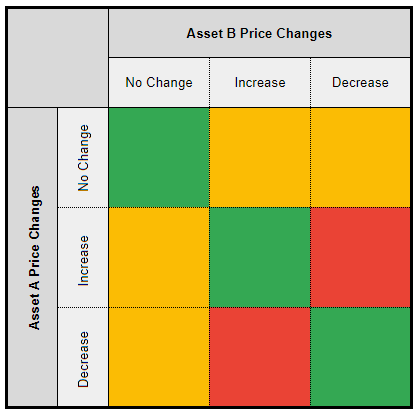 Asset B Price Changes
No Change
Increase
Decrease
Asset A Price Changes
No Change
Increase
Decrease